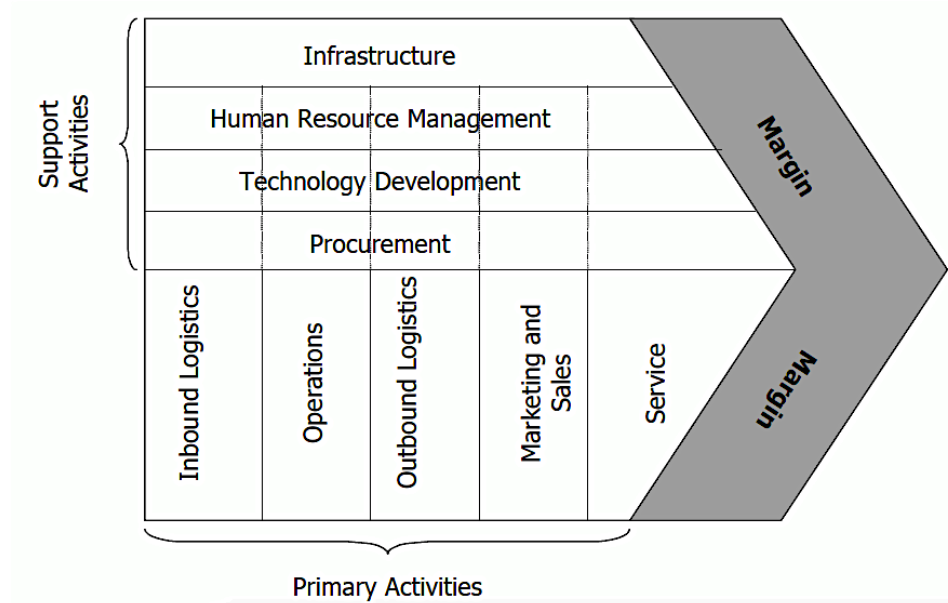 Support
Activities
Infrastructure
Human Resource Management
Technology Development
Procurement
Inbound Logistics
Operations
Outbound Logistics
Marketing and
Sales
Service
Margin
Margin
Primary Activities